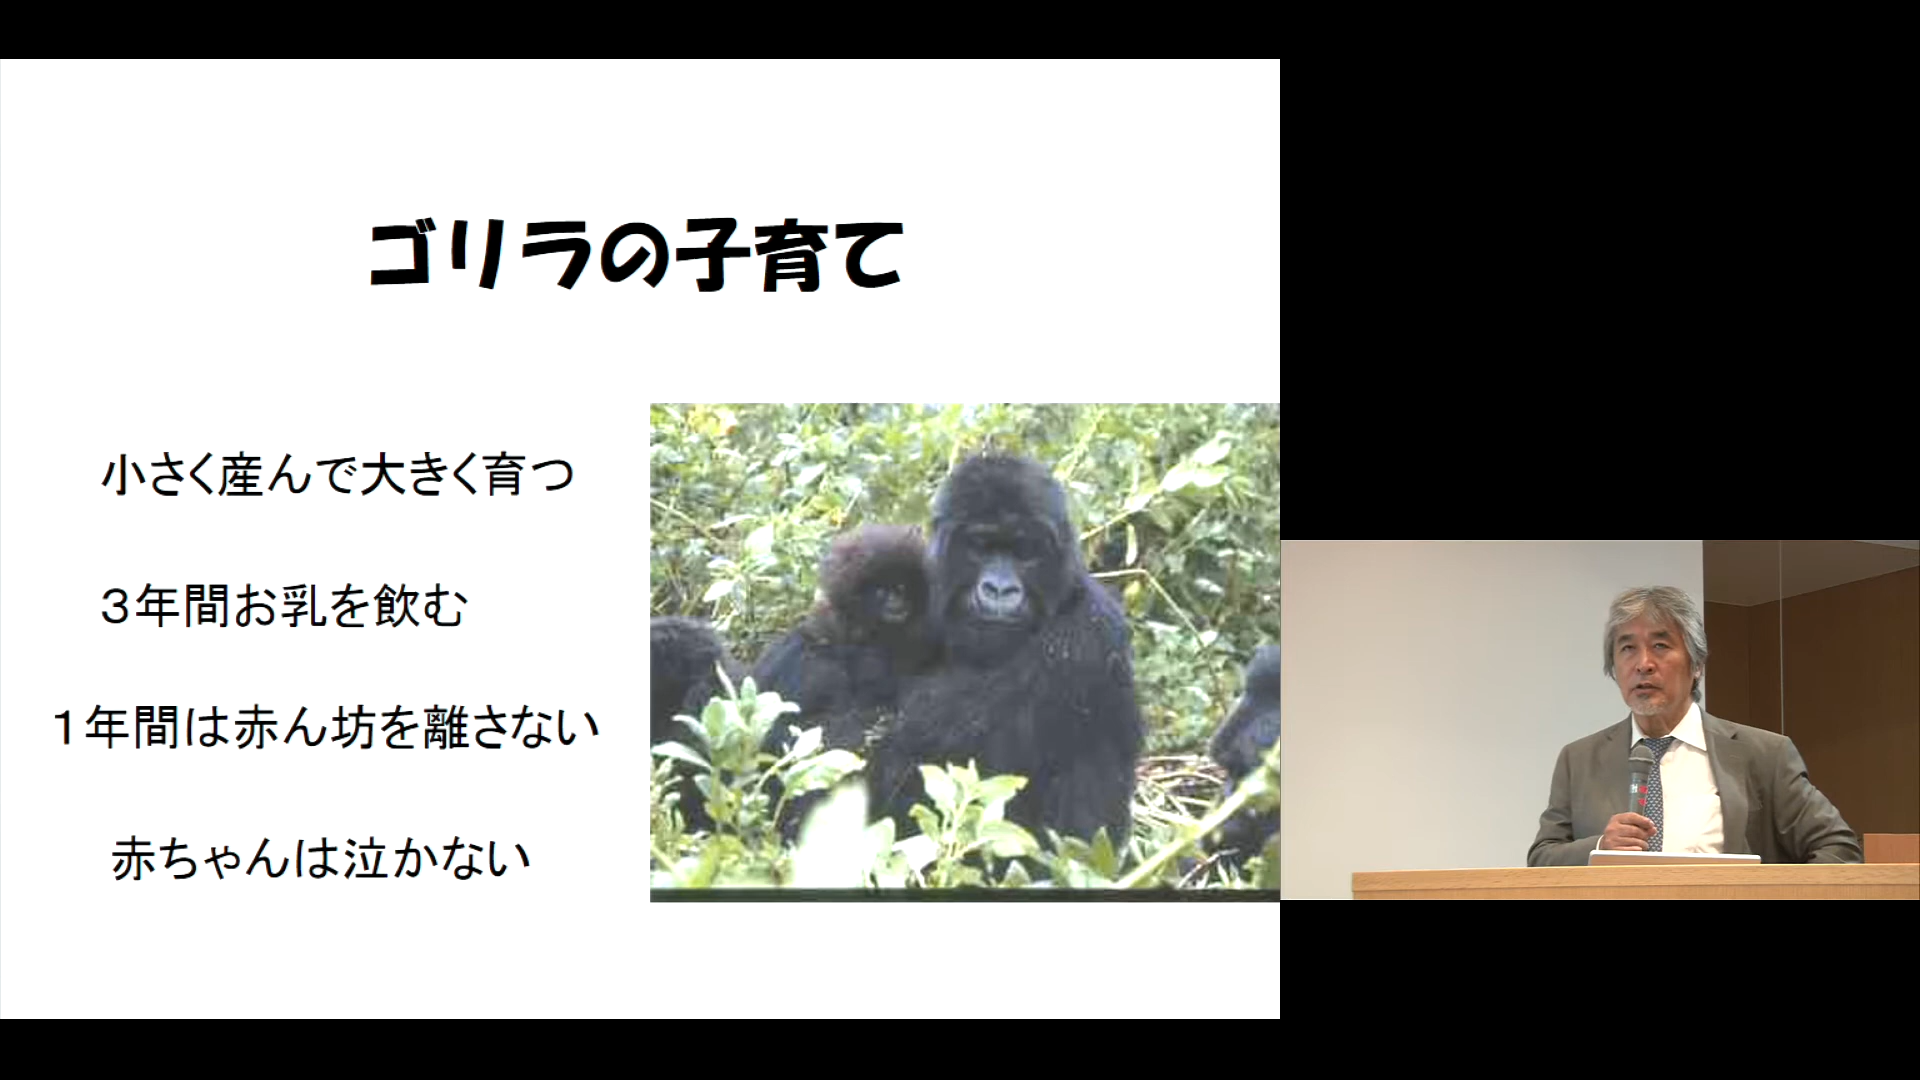 ゴリラの子育て
小さく産んで大きく育つ
３年間お乳を飲む
１年間は赤ん坊を離さない
赤ちゃんは泣かない